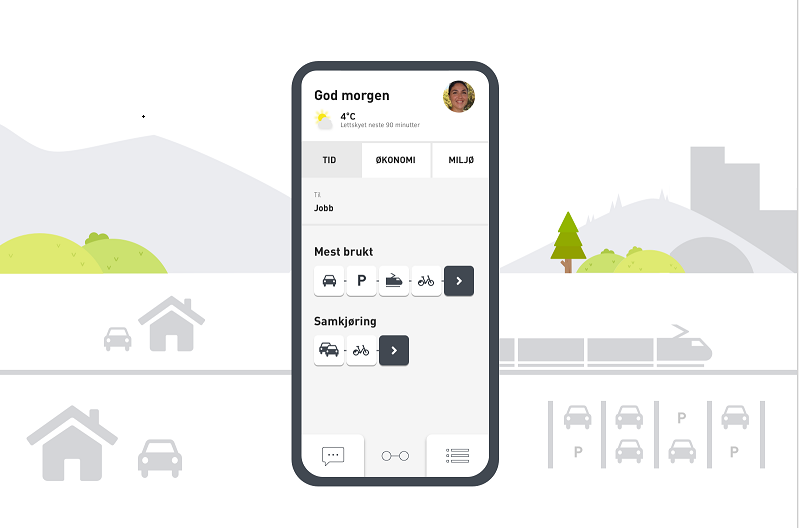 God morgen
4°C
Lettskyet neste 90 minutter
TID
ØKONOMI
MILJØ
Til
Jobb
Mest brukt
P
Samkjøring
P
P
P